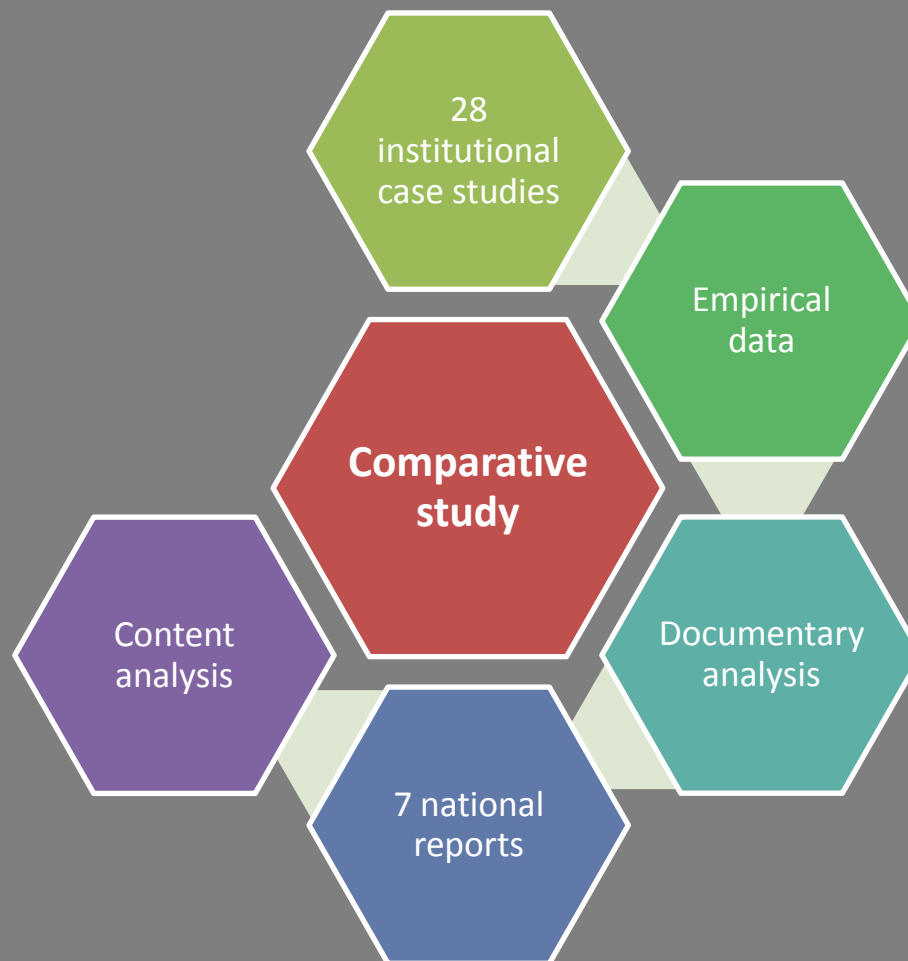 28
institutional
case studies
Empirical
data
Comparative
study
Documentary
analysis
Content
analysis
7 national
reports